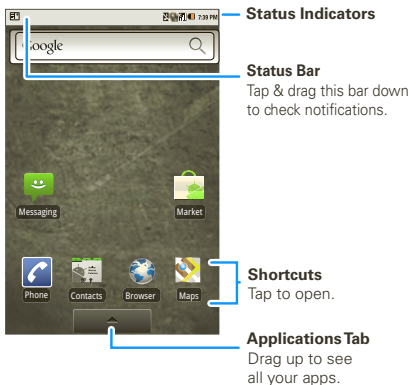 7:39 PM
Status Indicators
Google
Status Bar
Tap & drag this bar down
to check notifications.
Messaging
Market
Phone
Contacts
Browser
Maps
Shortcuts
Tap to open.
Applications Tab
Drag up to see
all your apps.